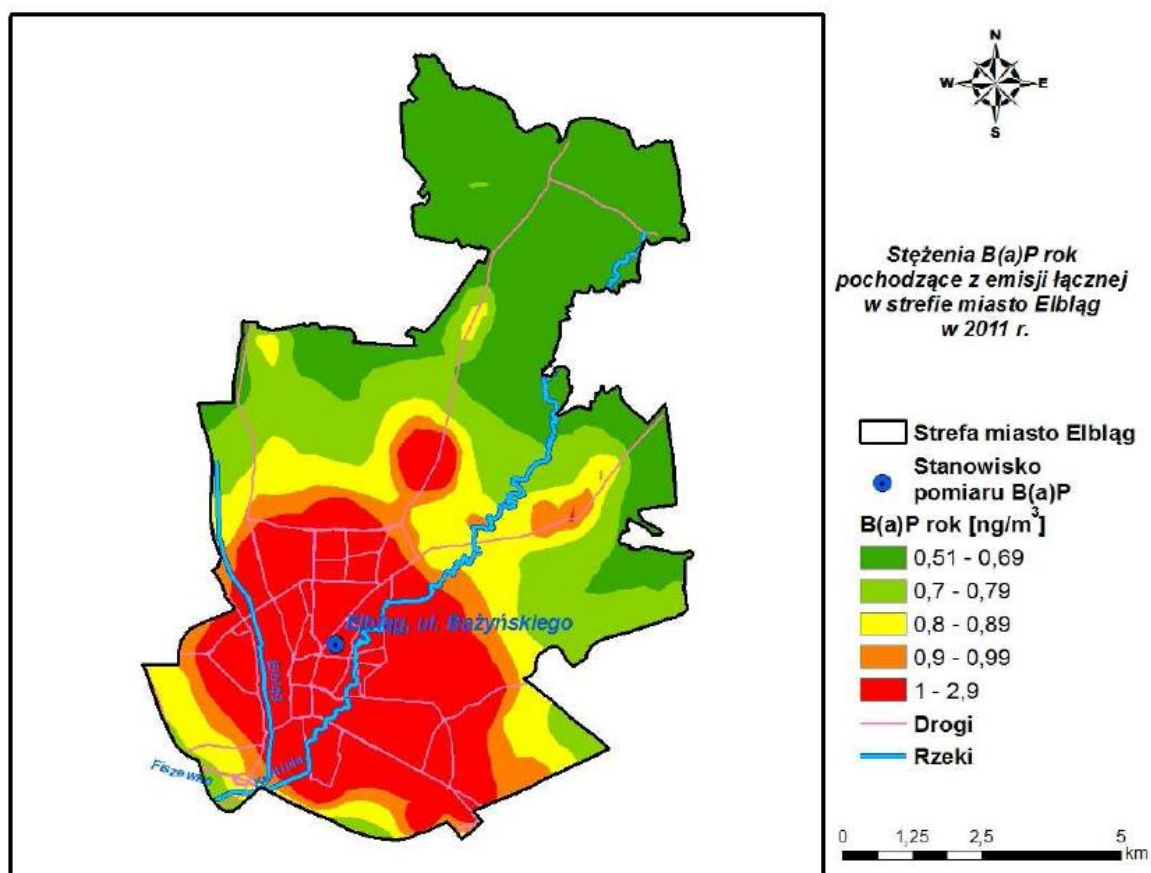 N
W E
S
Stężenia B(a)P rok
pochodzące z emisji łącznej
w strefie miasto Elbląg
w 2011 r.
Strefa miasto Elbląg
Stanowisko
pomiaru B(a)P
B(a)P rok [ng/m³]
0,51 - 0,69
0,7 - 0,79
0,8 - 0,89
0,9 - 0,99
1 - 2,9
Drogi
Rzeki
0 1,25 2,5 5
km
Elbląg, ul. Bażyńskiego
Elbląg
Fiszewka